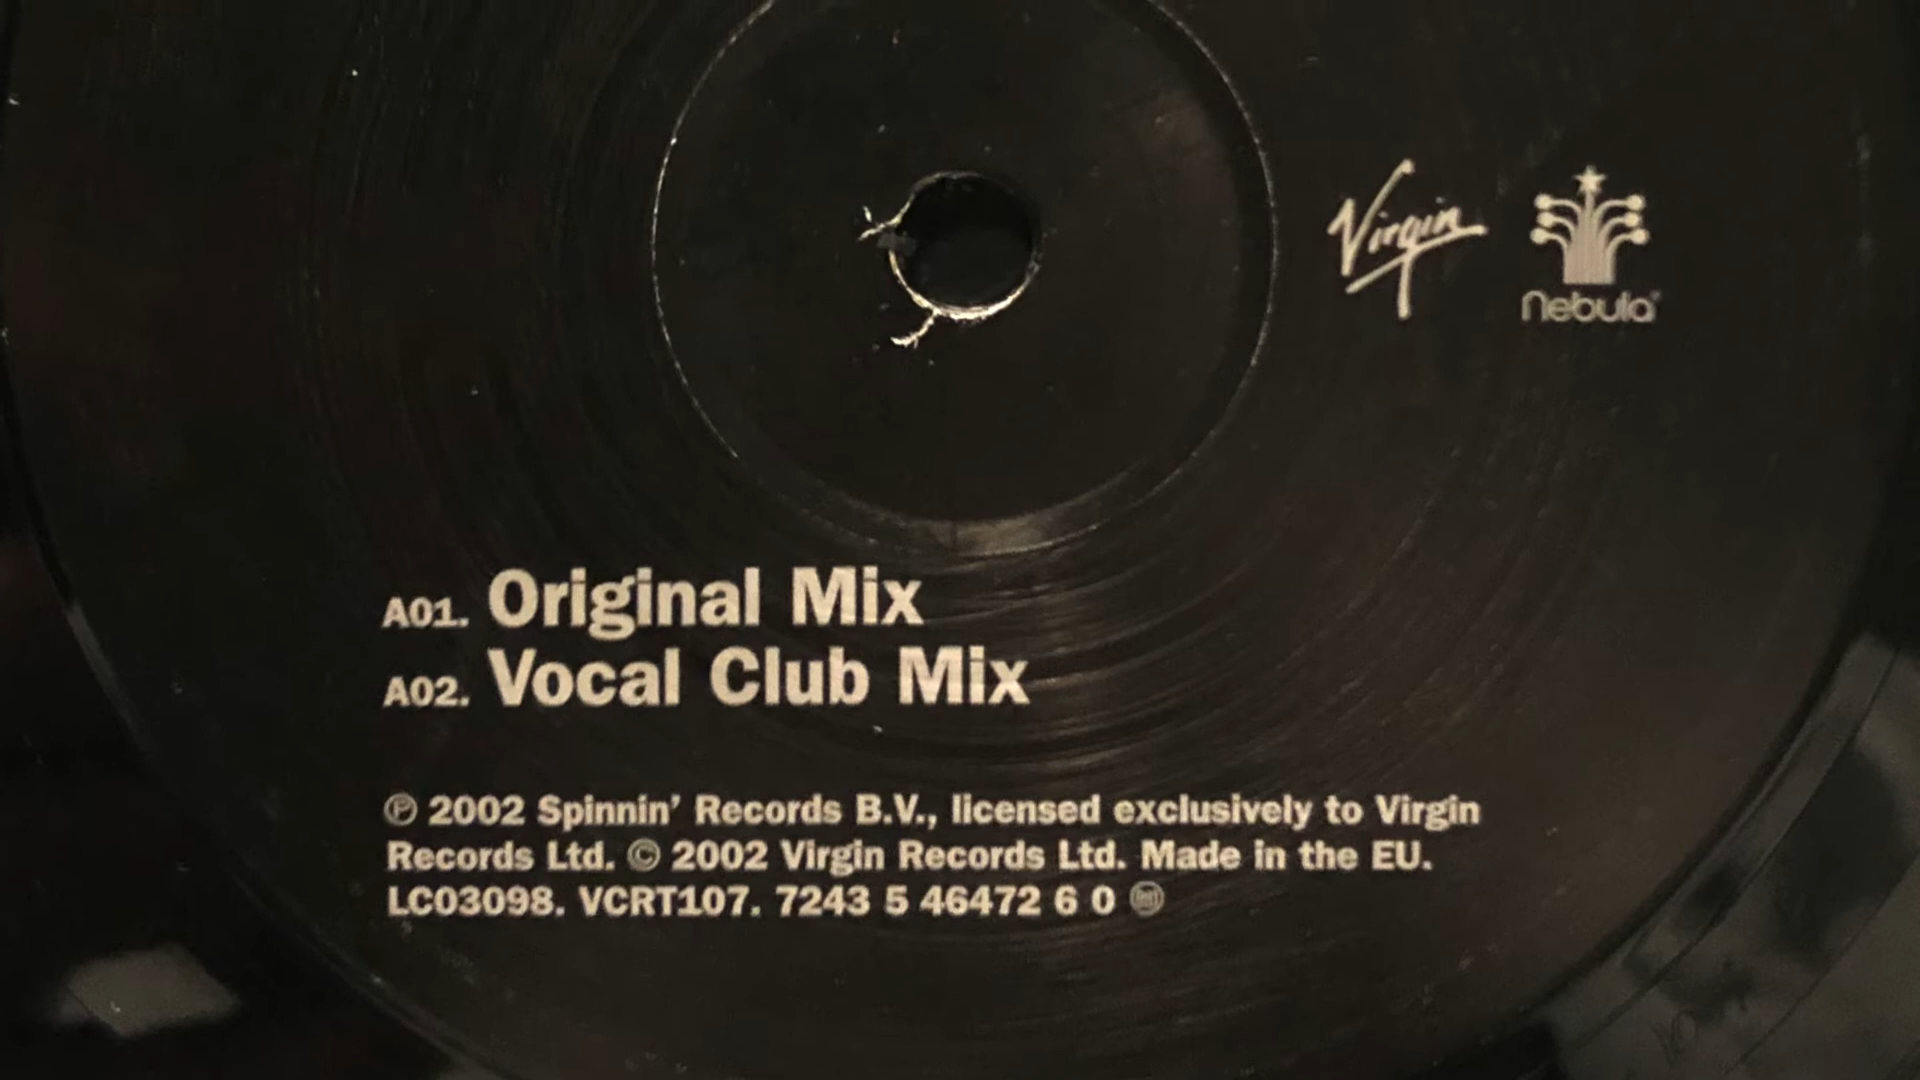 Virgin
nebula
A01. Original Mix
A02. Vocal Club Mix
℗ 2002 Spinnin’ Records B.V., licensed exclusively to Virgin
Records Ltd. © 2002 Virgin Records Ltd. Made in the EU.
LC03098. VCRT107. 7243 5 46472 6 0